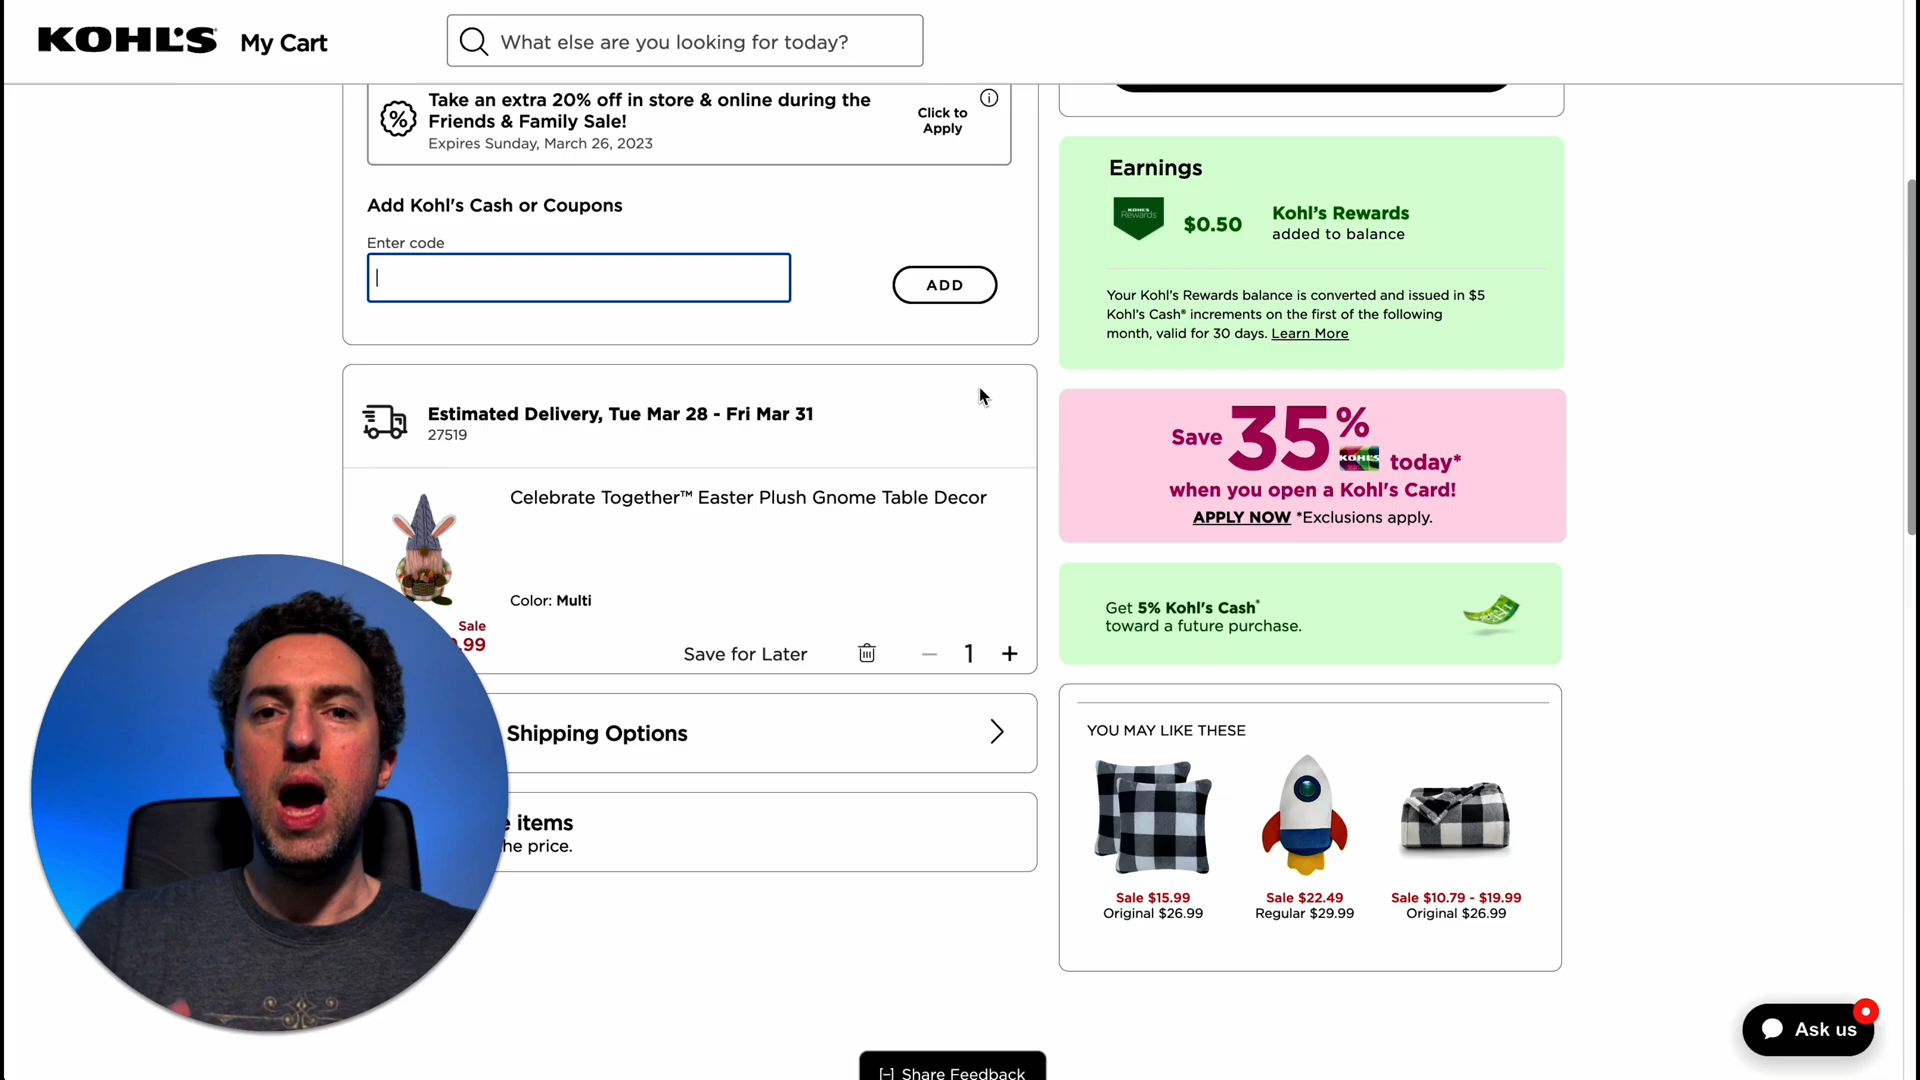 KOHL'S
My Cart
What else are you looking for today?
Take an extra 20% off in store & online during the
Friends & Family Sale!
Expires Sunday, March 26, 2023
Click to
Apply
Add Kohl's Cash or Coupons
Enter code
ADD
Estimated Delivery, Tue Mar 28 - Fri Mar 31
27519
Celebrate Together™ Easter Plush Gnome Table Decor
Color: Multi
Sale
.99
Save for Later
1
Shipping Options
items
he price.
Earnings
KOHL'S
Rewards
$0.50
Kohl's Rewards
added to balance
Your Kohl's Rewards balance is converted and issued in $5
Kohl's Cash® increments on the first of the following
month, valid for 30 days. Learn More
Save 35% KOHL'S today*
when you open a Kohl's Card!
APPLY NOW *Exclusions apply.
Get 5% Kohl's Cash®
toward a future purchase.
YOU MAY LIKE THESE
Sale $15.99
Original $26.99
Sale $22.49
Regular $29.99
Sale $10.79 - $19.99
Original $26.99
Ask us
[-] Share Feedback